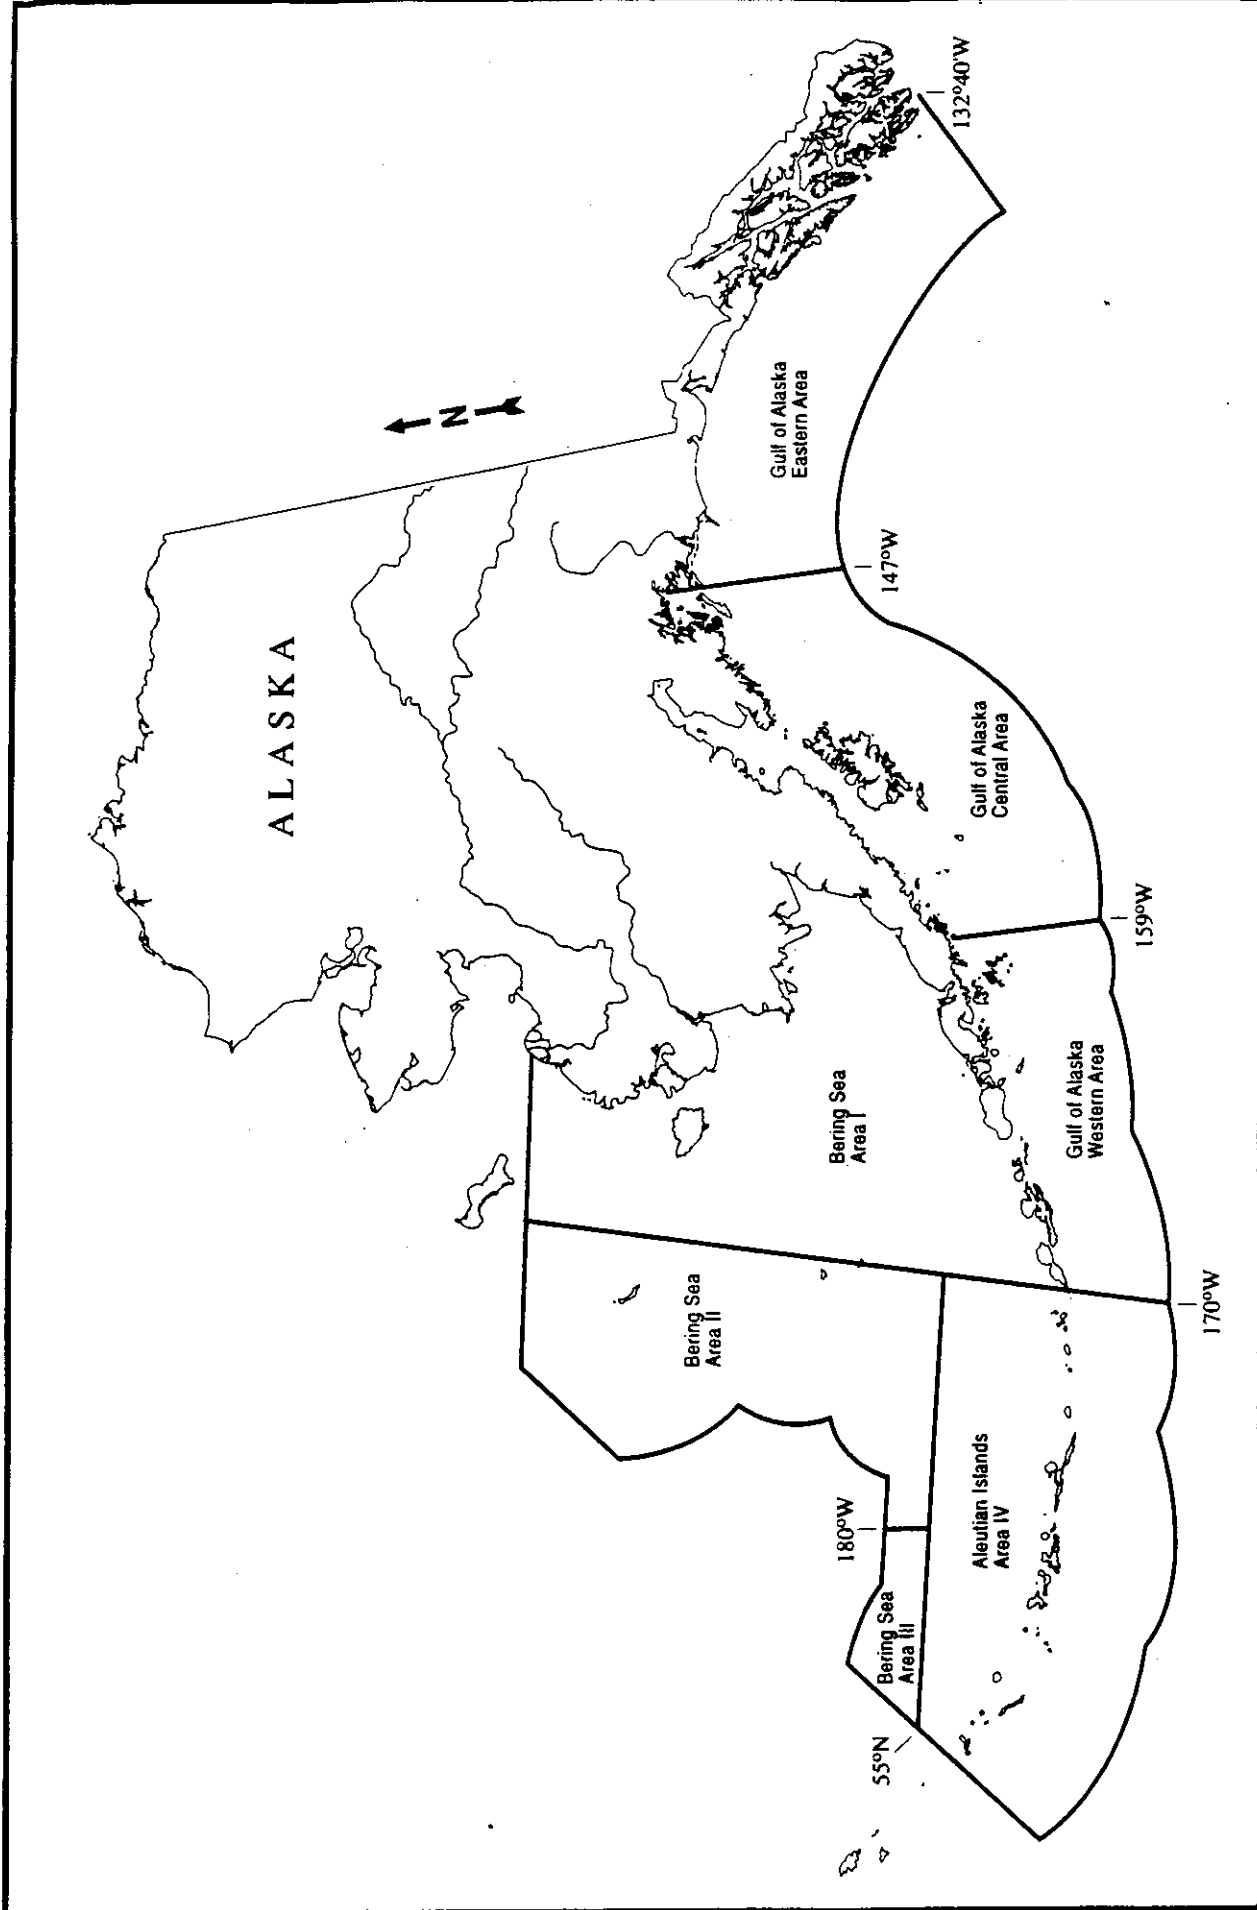 ALASKA
N
132°40'W
Gulf of Alaska
Eastern Area
147°W
Gulf of Alaska
Central Area
159°W
Gulf of Alaska
Western Area
Bering Sea
Area I
170°W
Bering Sea
Area II
180°W
Aleutian Islands
Area IV
Bering Sea
Area III
55°N